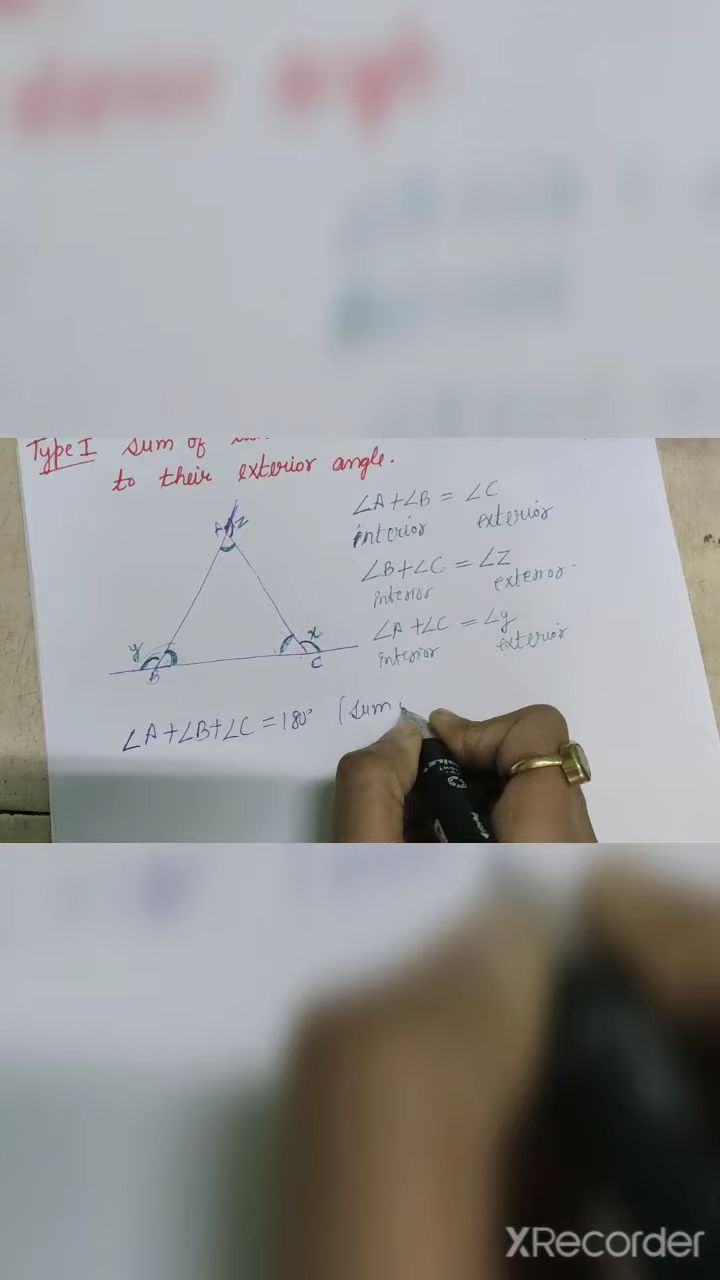 Type I sum of
to their exterior angle.
∠A+∠B = ∠C
interior exterior
∠B+∠C = ∠Z
interior exterior.
∠A+∠C = ∠y
interior exterior
A z
y x
B C
∠A+∠B+∠C = 180° (sum
XRecorder